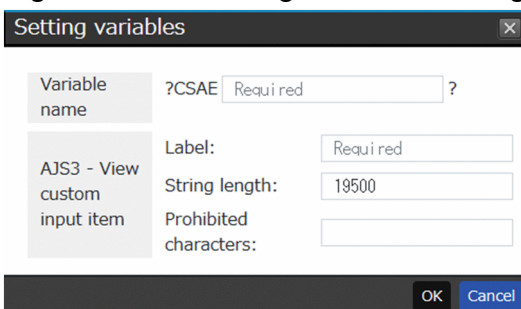 Setting variables
Variable name
?CSAE Required ?
AJS3 - View custom input item
Label: Required
String length: 19500
Prohibited characters:
OK Cancel